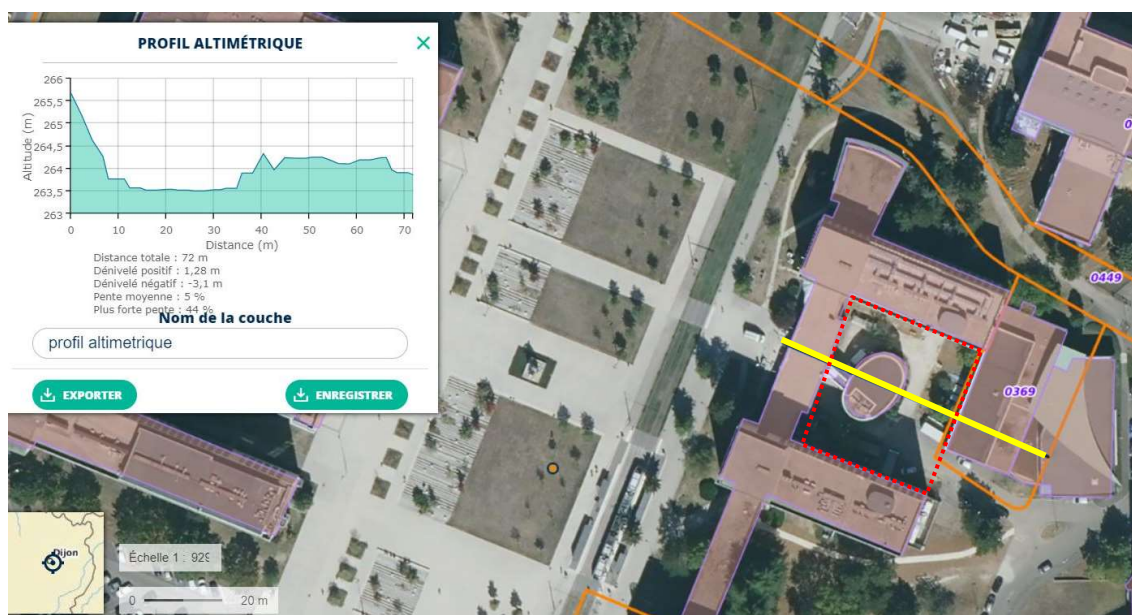 PROFIL ALTIMÉTRIQUE
×
266
265,5
265
264,5
264
263,5
263
Altitude (m)
0 10 20 30 40 50 60 70
Distance (m)
Distance totale : 72 m
Dénivelé positif : 1,28 m
Dénivelé négatif : -3,1 m
Pente moyenne : 5 %
Plus forte pente : 44 %
Nom de la couche
profil altimetrique
EXPORTER
ENREGISTRER
0449
0369
0
Dijon
Échelle 1 : 929
0 20 m